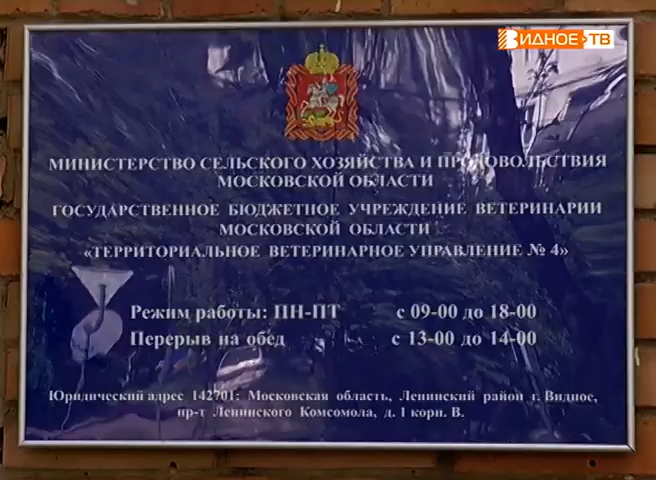 ВИДНОЕ-ТВ
МИНИСТЕРСТВО СЕЛЬСКОГО ХОЗЯЙСТВА И ПРОДОВОЛЬСТВИЯ
МОСКОВСКОЙ ОБЛАСТИ
ГОСУДАРСТВЕННОЕ БЮДЖЕТНОЕ УЧРЕЖДЕНИЕ ВЕТЕРИНАРИИ
МОСКОВСКОЙ ОБЛАСТИ
«ТЕРРИТОРИАЛЬНОЕ ВЕТЕРИНАРНОЕ УПРАВЛЕНИЕ № 4»
Режим работы: ПН-ПТ с 09-00 до 18-00
Перерыв на обед с 13-00 до 14-00
Юридический адрес 142701: Московская область, Ленинский район г. Видное,
пр-т Ленинского Комсомола, д. 1 корп. В.